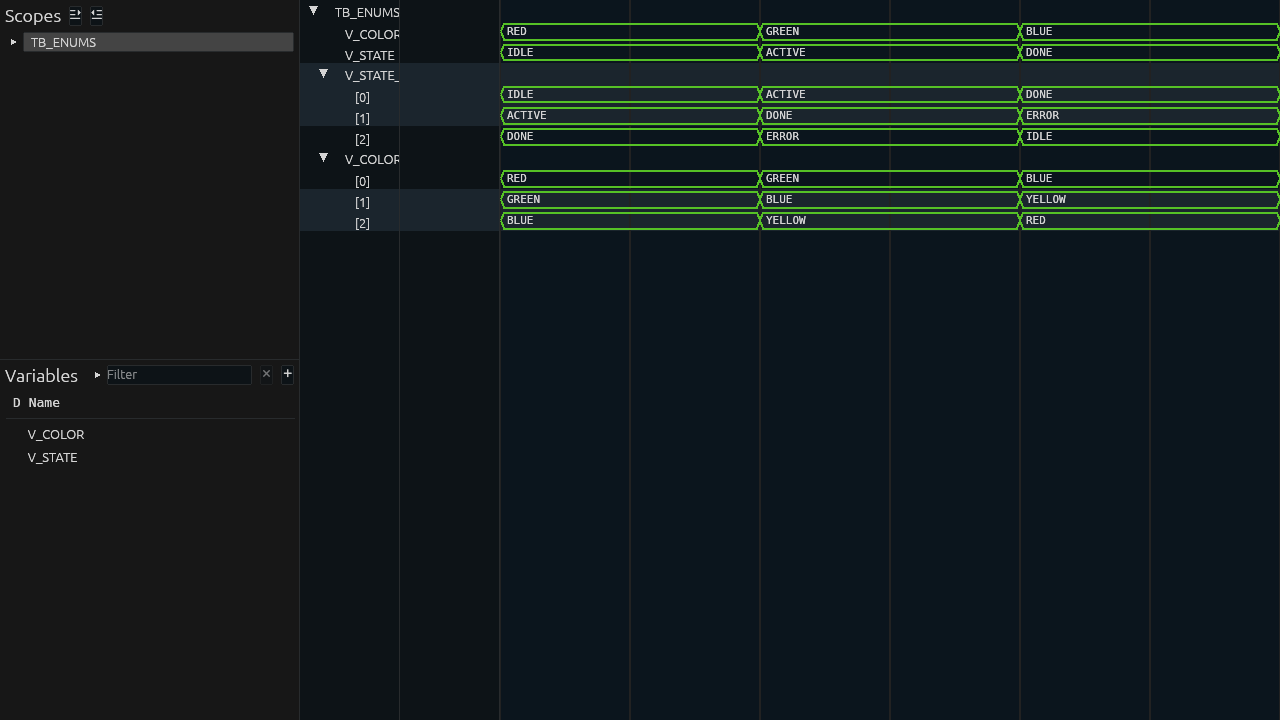 Scopes
TB_ENUMS
Variables
Filter
D Name
V_COLOR
V_STATE
TB_ENUMS
V_COLOR RED GREEN BLUE
V_STATE IDLE ACTIVE DONE
V_STATE_
[0] IDLE ACTIVE DONE
[1] ACTIVE DONE ERROR
[2] DONE ERROR IDLE
V_COLOR
[0] RED GREEN BLUE
[1] GREEN BLUE YELLOW
[2] BLUE YELLOW RED